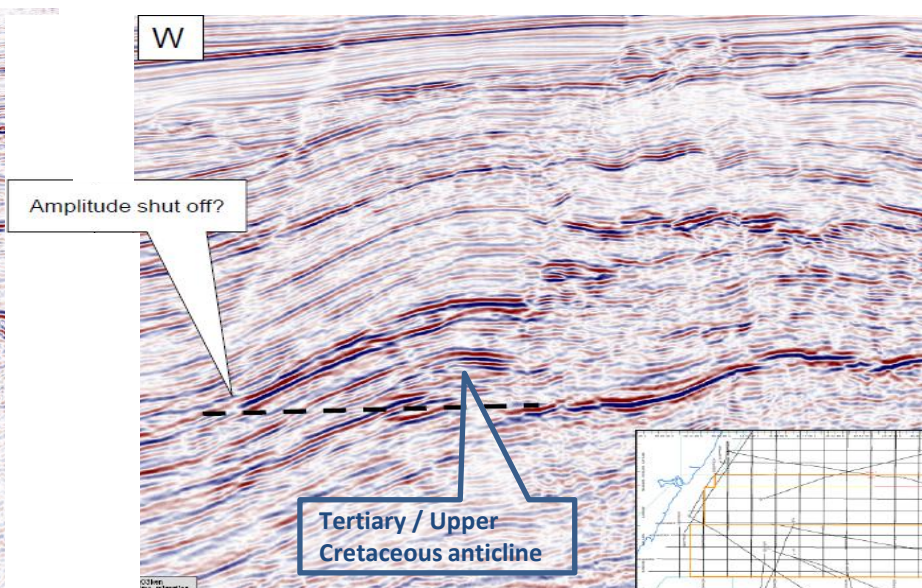 W
Amplitude shut off?
Tertiary / Upper
Cretaceous anticline